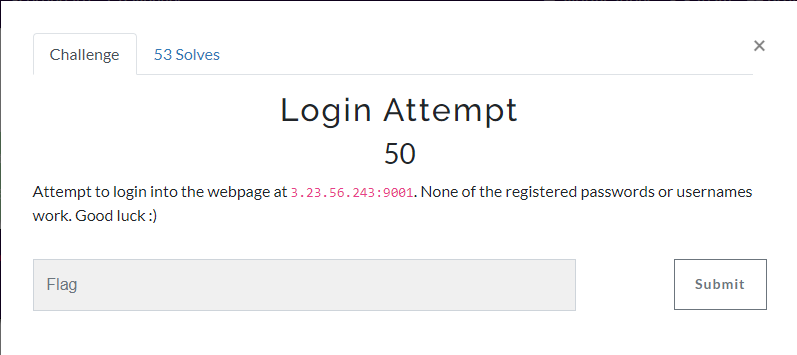 Challenge
53 Solves
×
Login Attempt
50
Attempt to login into the webpage at 3.23.56.243:9001. None of the registered passwords or usernames
work. Good luck :)
Flag
Submit